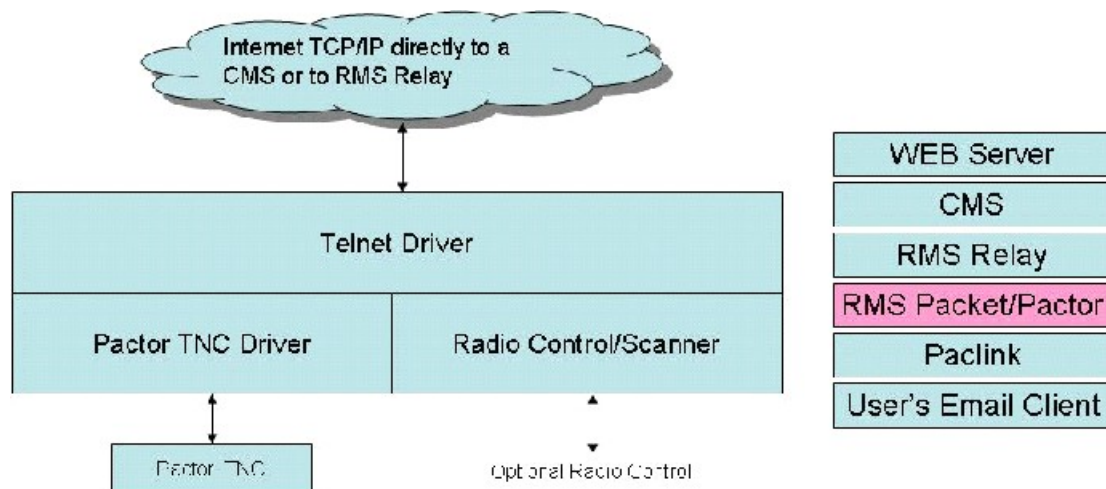 Internet TCP/IP directly to a
CMS or to RMS Relay
Telnet Driver
Pactor TNC Driver
Radio Control/Scanner
Pactor TNC
Optional Radio Control
WEB Server
CMS
RMS Relay
RMS Packet/Pactor
Paclink
User's Email Client